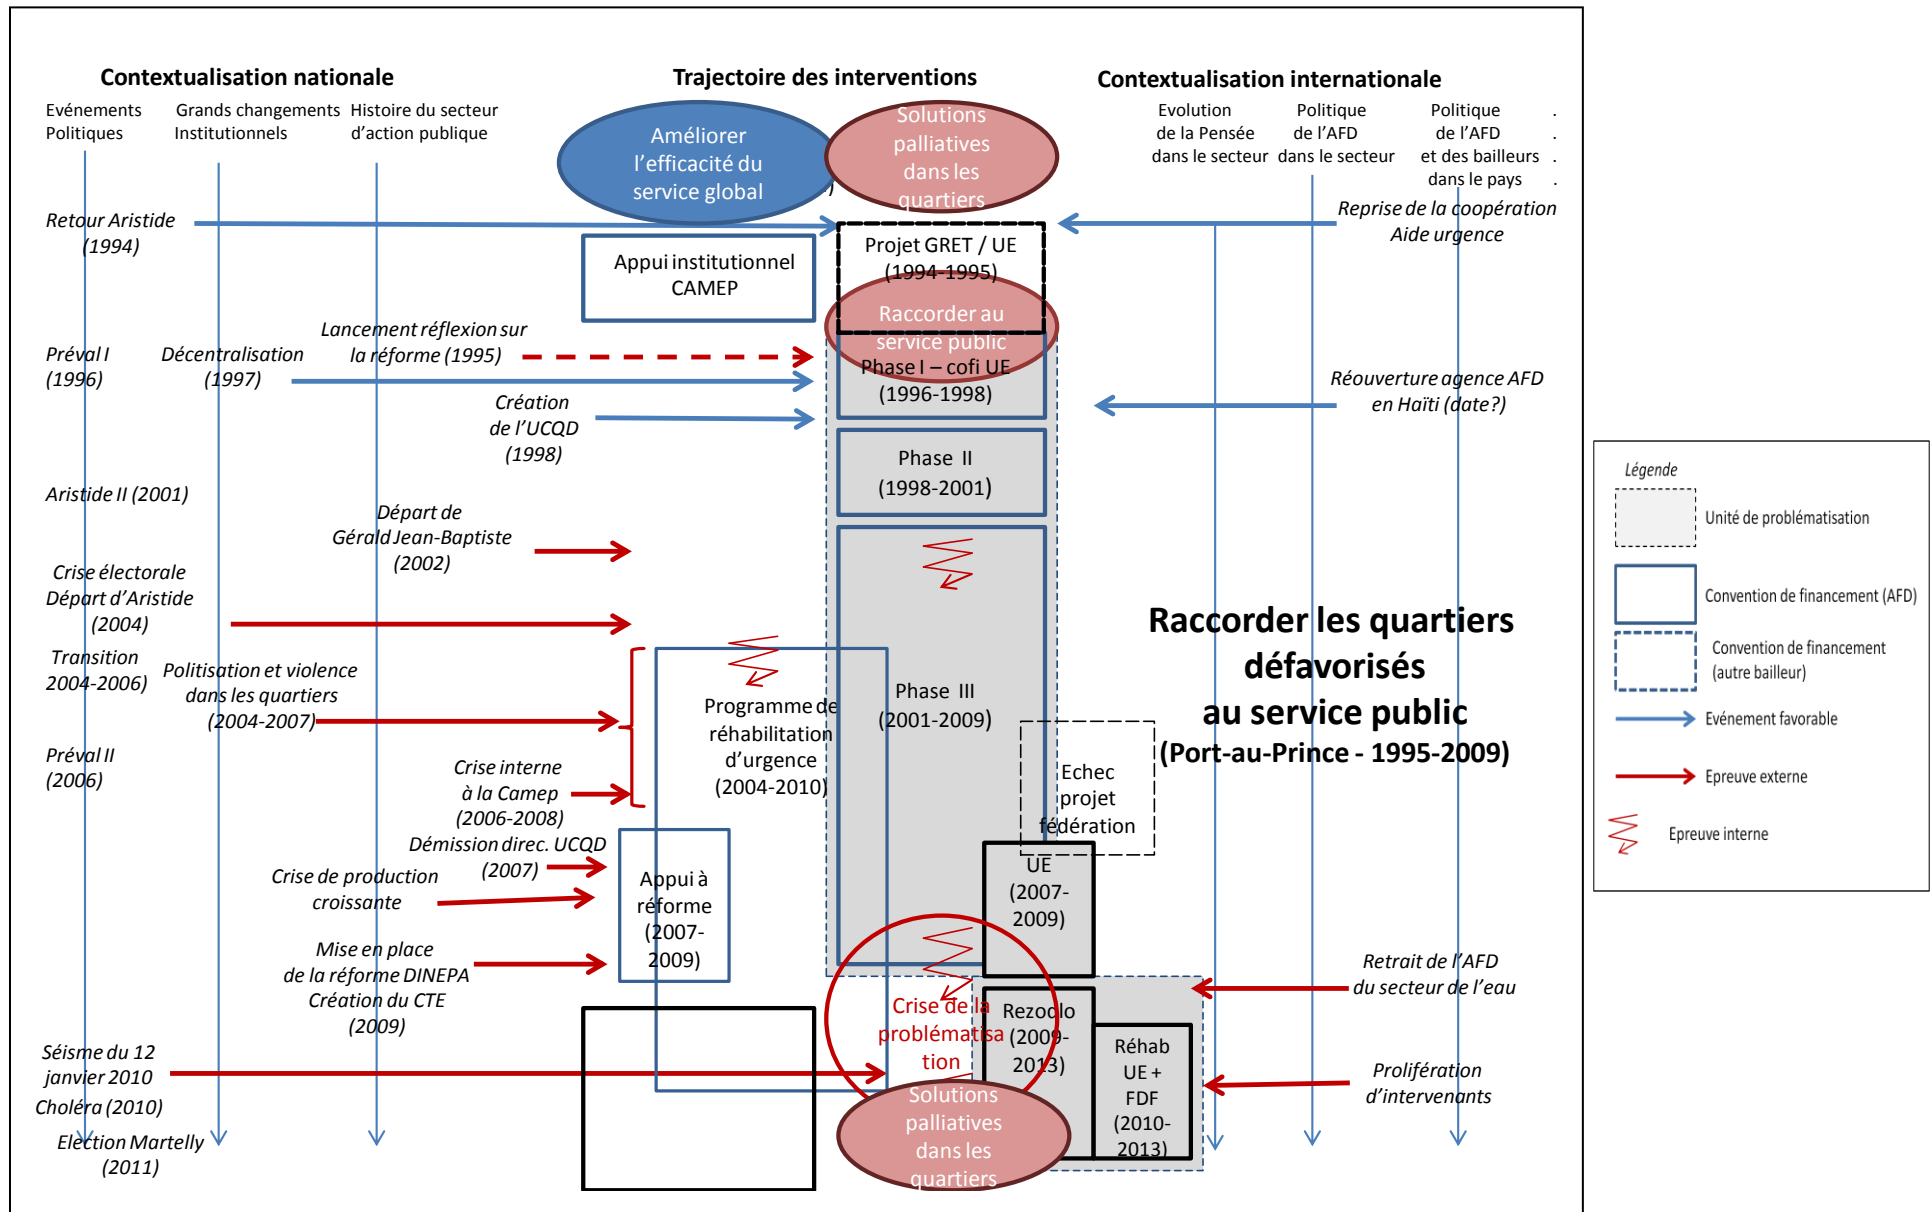 Contextualisation nationale
Trajectoire des interventions
Contextualisation internationale
Evénements
Politiques
Grands changements
Institutionnels
Histoire du secteur
d'action publique
Améliorer
l'efficacité du
service global
)
Solutions
palliatives
dans les
quartiers
Evolution
de la Pensée
dans le secteur
Politique
de l'AFD
dans le secteur
Politique .
de l'AFD .
et des bailleurs .
dans le pays .
Retour Aristide
(1994)
Appui institutionnel
CAMEP
Projet GRET / UE
(1994-1995)
Reprise de la coopération
Aide urgence
Raccorder au
service public
Lancement réflexion sur
la réforme (1995)
Préval I
(1996)
Décentralisation
(1997)
Phase I – cofi UE
(1996-1998)
Réouverture agence AFD
en Haïti (date?)
Création
de l'UCQD
(1998)
Phase II
(1998-2001)
Aristide II (2001)
Départ de
Gérald Jean-Baptiste
(2002)
Crise électorale
Départ d'Aristide
(2004)
Transition
2004-2006)
Politisation et violence
dans les quartiers
(2004-2007)
Programme de
réhabilitation
d'urgence
(2004-2010)
Phase III
(2001-2009)
Raccorder les quartiers
défavorisés
au service public
(Port-au-Prince - 1995-2009)
Préval II
(2006)
Crise interne
à la Camep
(2006-2008)
Echec
projet
fédération
Démission direc. UCQD
(2007)
Crise de production
croissante
Appui à
réforme
(2007-
2009)
UE
(2007-
2009)
Mise en place
de la réforme DINEPA
Création du CTE
(2009)
Retrait de l'AFD
du secteur de l'eau
Crise de la
problématisa
tion
Rezodlo
(2009-
2013)
Réhab
UE +
FDF
(2010-
2013)
Séisme du 12
janvier 2010
Choléra (2010)
Prolifération
d'intervenants
Solutions
palliatives
dans les
quartiers
Election Martelly
(2011)
Légende
Unité de problématisation
Convention de financement (AFD)
Convention de financement
(autre bailleur)
Evénement favorable
Epreuve externe
Epreuve interne